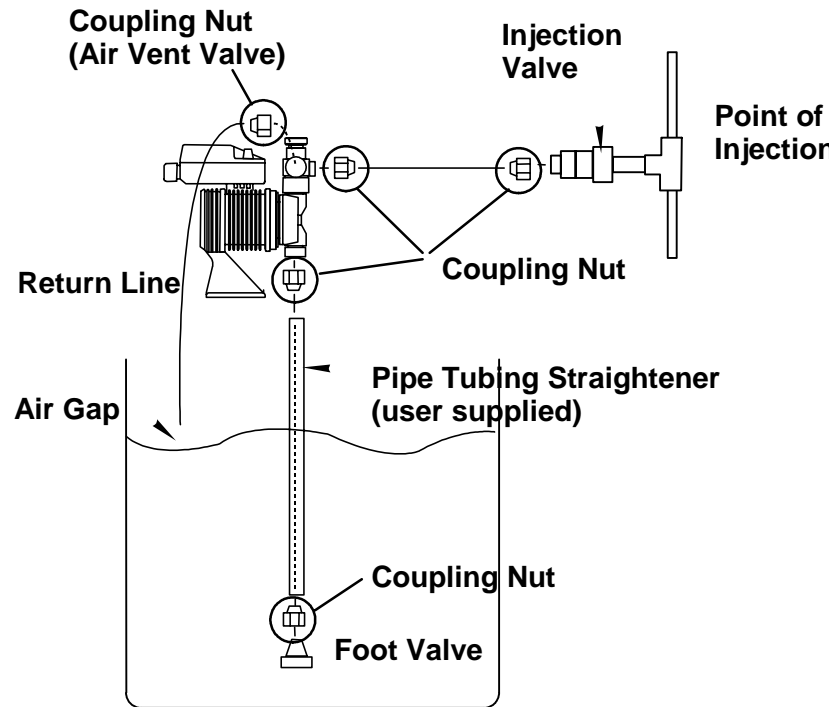 Coupling Nut
(Air Vent Valve)
Injection
Valve
Point of
Injection
Return Line
Coupling Nut
Pipe Tubing Straightener
(user supplied)
Air Gap
Coupling Nut
Foot Valve